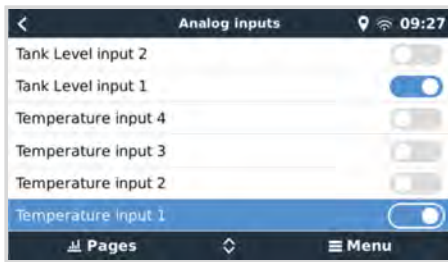 Analog inputs 09:27
Tank Level input 2
Tank Level input 1
Temperature input 4
Temperature input 3
Temperature input 2
Temperature input 1
Pages Menu